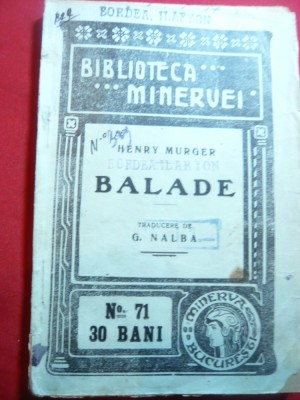 BORDEA ILARION
BIBLIOTECA
MINERVEI
HENRY MURGER
BORDEA ILARION
BALADE
TRADUCERE DE
G. NALBA
No. 71
30 BANI
MINERVA
BUCUREȘTI